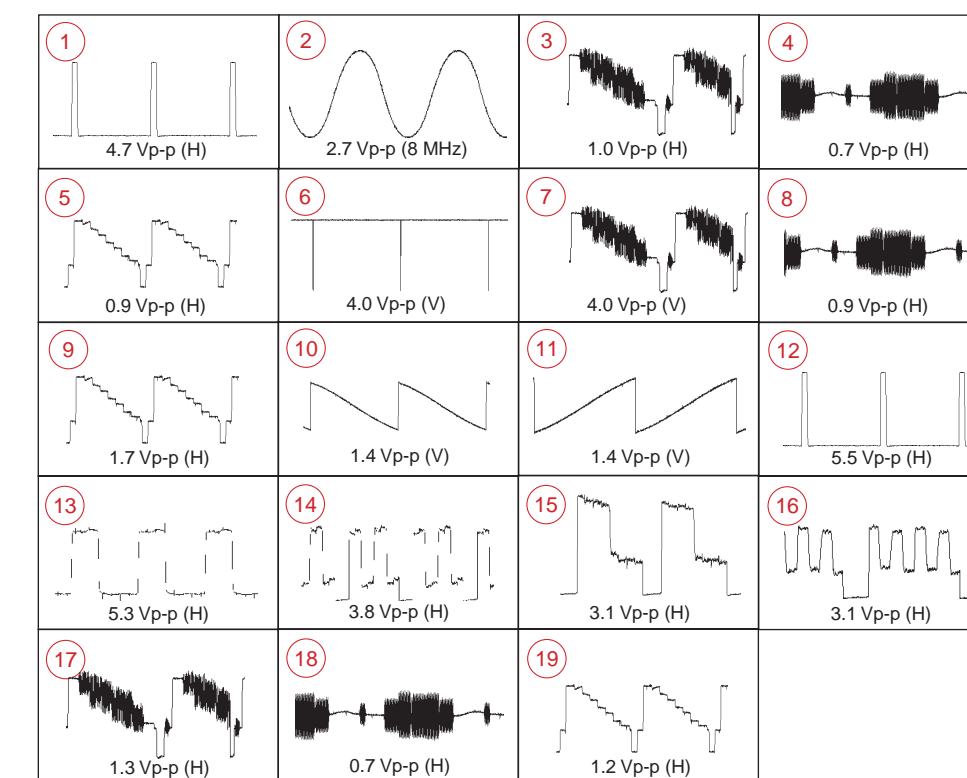 1
2
3
4
4.7 Vp-p (H)
2.7 Vp-p (8 MHz)
1.0 Vp-p (H)
0.7 Vp-p (H)
5
6
7
8
0.9 Vp-p (H)
4.0 Vp-p (V)
4.0 Vp-p (V)
0.9 Vp-p (H)
9
10
11
12
1.7 Vp-p (H)
1.4 Vp-p (V)
1.4 Vp-p (V)
5.5 Vp-p (H)
13
14
15
16
5.3 Vp-p (H)
3.8 Vp-p (H)
3.1 Vp-p (H)
3.1 Vp-p (H)
17
18
19
1.3 Vp-p (H)
0.7 Vp-p (H)
1.2 Vp-p (H)